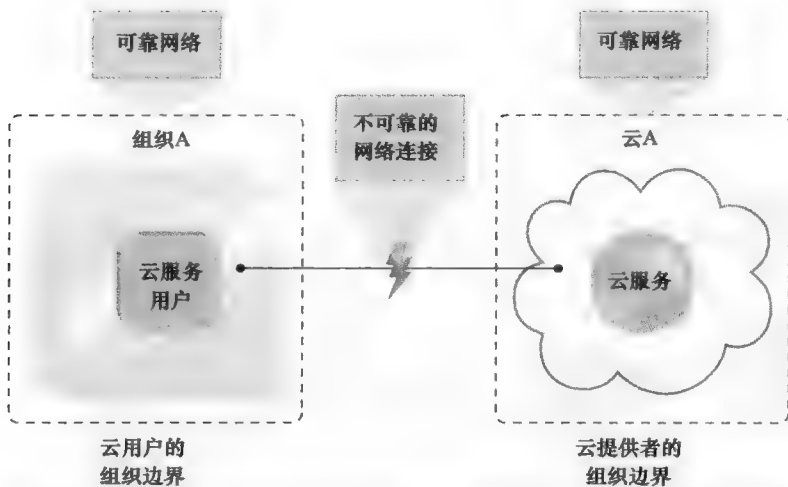 可靠网络
可靠网络
不可靠的
网络连接
组织A
云A
云服务
用户
云服务
云用户的
组织边界
云提供者的
组织边界